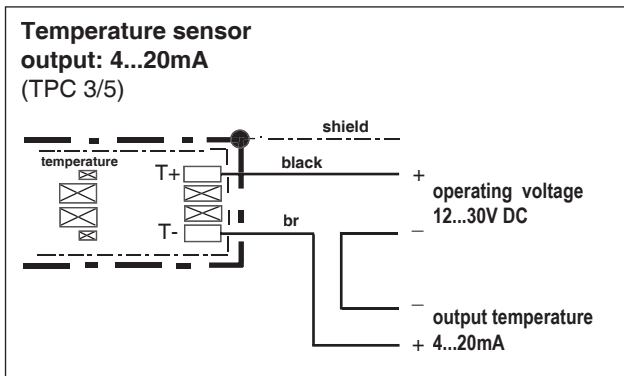 Temperature sensor
output: 4...20mA
(TPC 3/5)
shield
temperature
T+
black
+
operating voltage
12...30V DC
–
T-
br
–
output temperature
+ 4...20mA